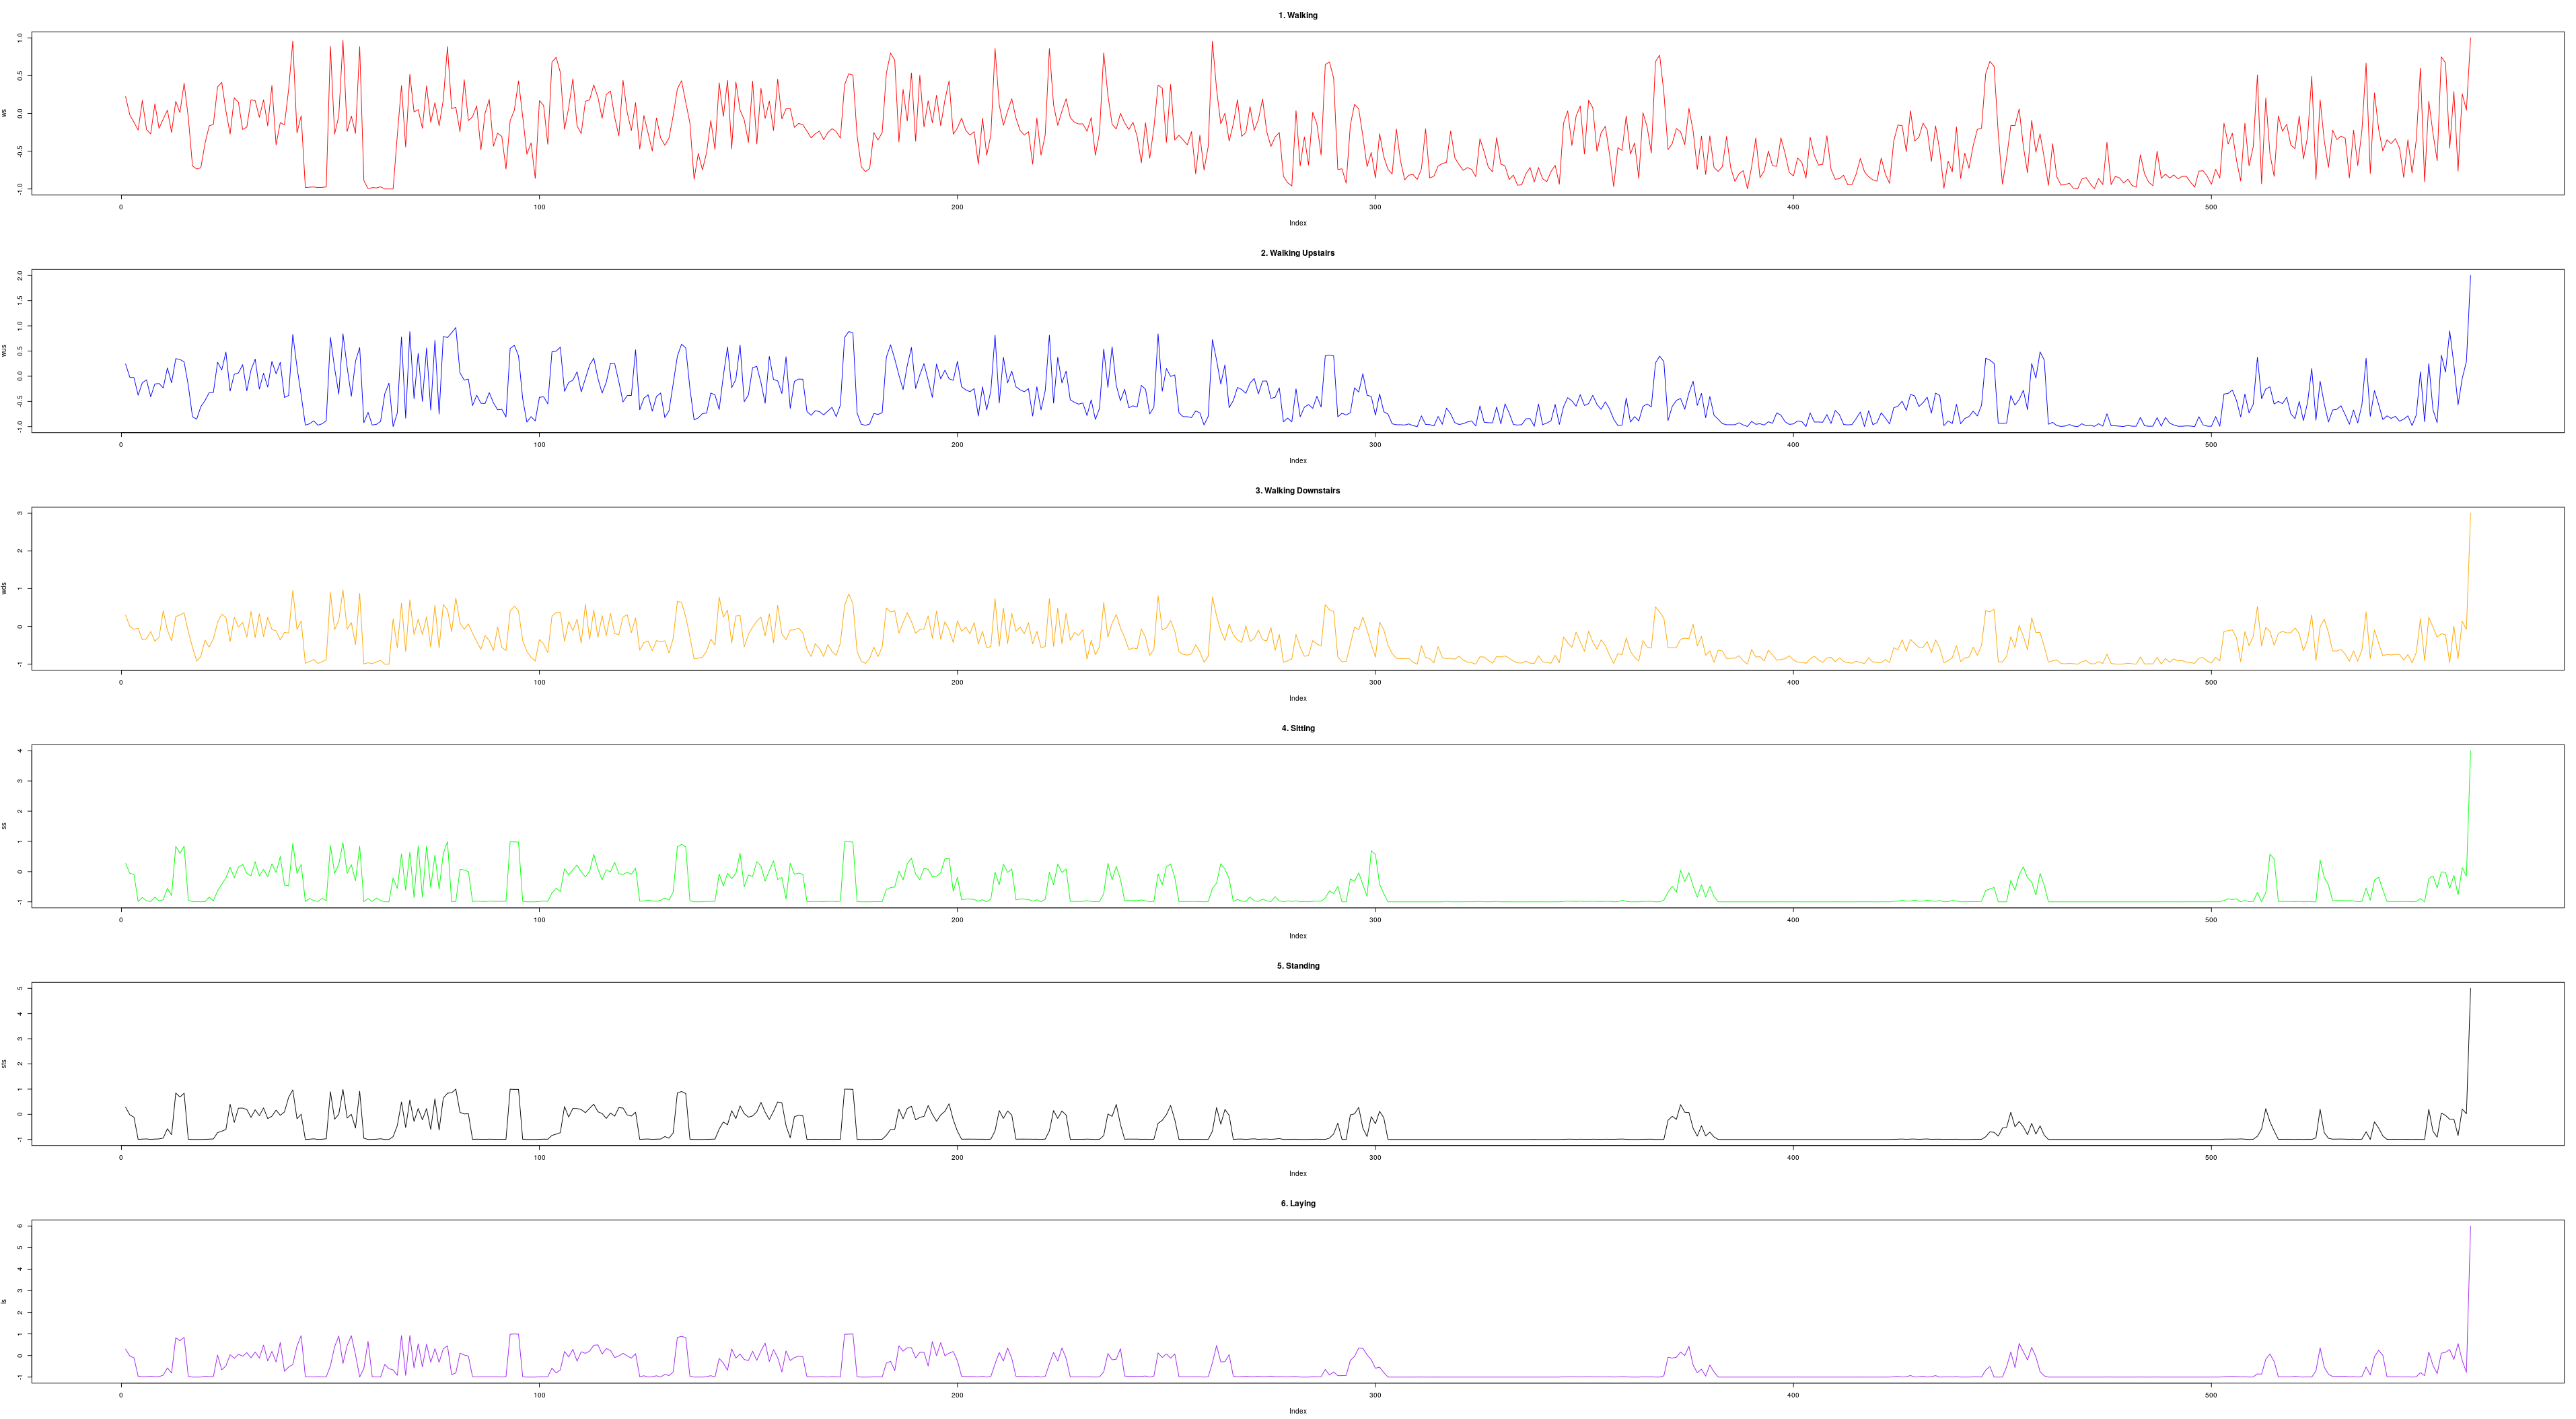 1. Walking
ws
1.0
0.5
0.0
-0.5
-1.0
0 100 200 300 400 500
Index
2. Walking Upstairs
wus
2.0
1.5
1.0
0.5
0.0
-0.5
-1.0
0 100 200 300 400 500
Index
3. Walking Downstairs
wds
3
2
1
0
-1
0 100 200 300 400 500
Index
4. Sitting
ss
4
3
2
1
0
-1
0 100 200 300 400 500
Index
5. Standing
sts
5
4
3
2
1
0
-1
0 100 200 300 400 500
Index
6. Laying
ls
6
5
4
3
2
1
0
-1
0 100 200 300 400 500
Index